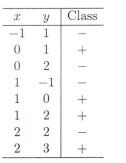 x y Class
−1 1 −
0 1 +
0 2 −
1 −1 −
1 0 +
1 2 +
2 2 −
2 3 +